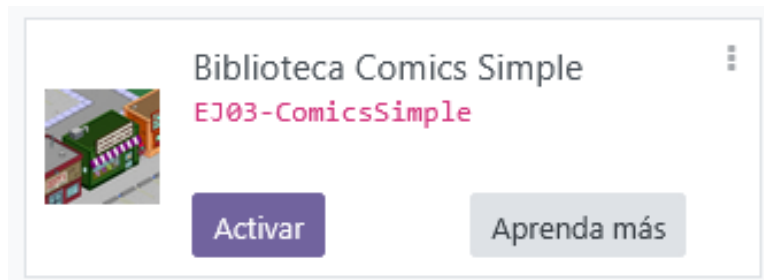 Biblioteca Comics Simple
EJ03-ComicsSimple
Activar
Aprenda más